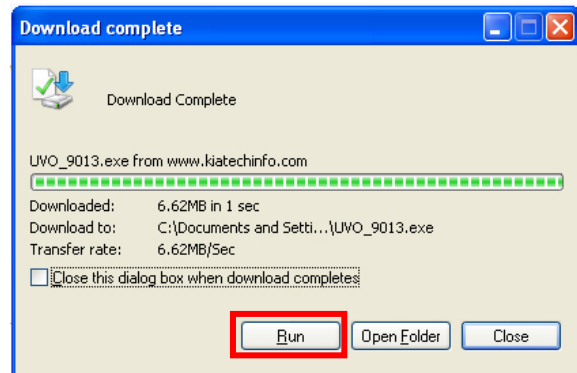 Download complete
Download Complete
UVO_9013.exe from www.kiatechinfo.com
Downloaded: 6.62MB in 1 sec
Download to: C:\Documents and Setti...\UVO_9013.exe
Transfer rate: 6.62MB/Sec
Close this dialog box when download completes
Run Open Folder Close